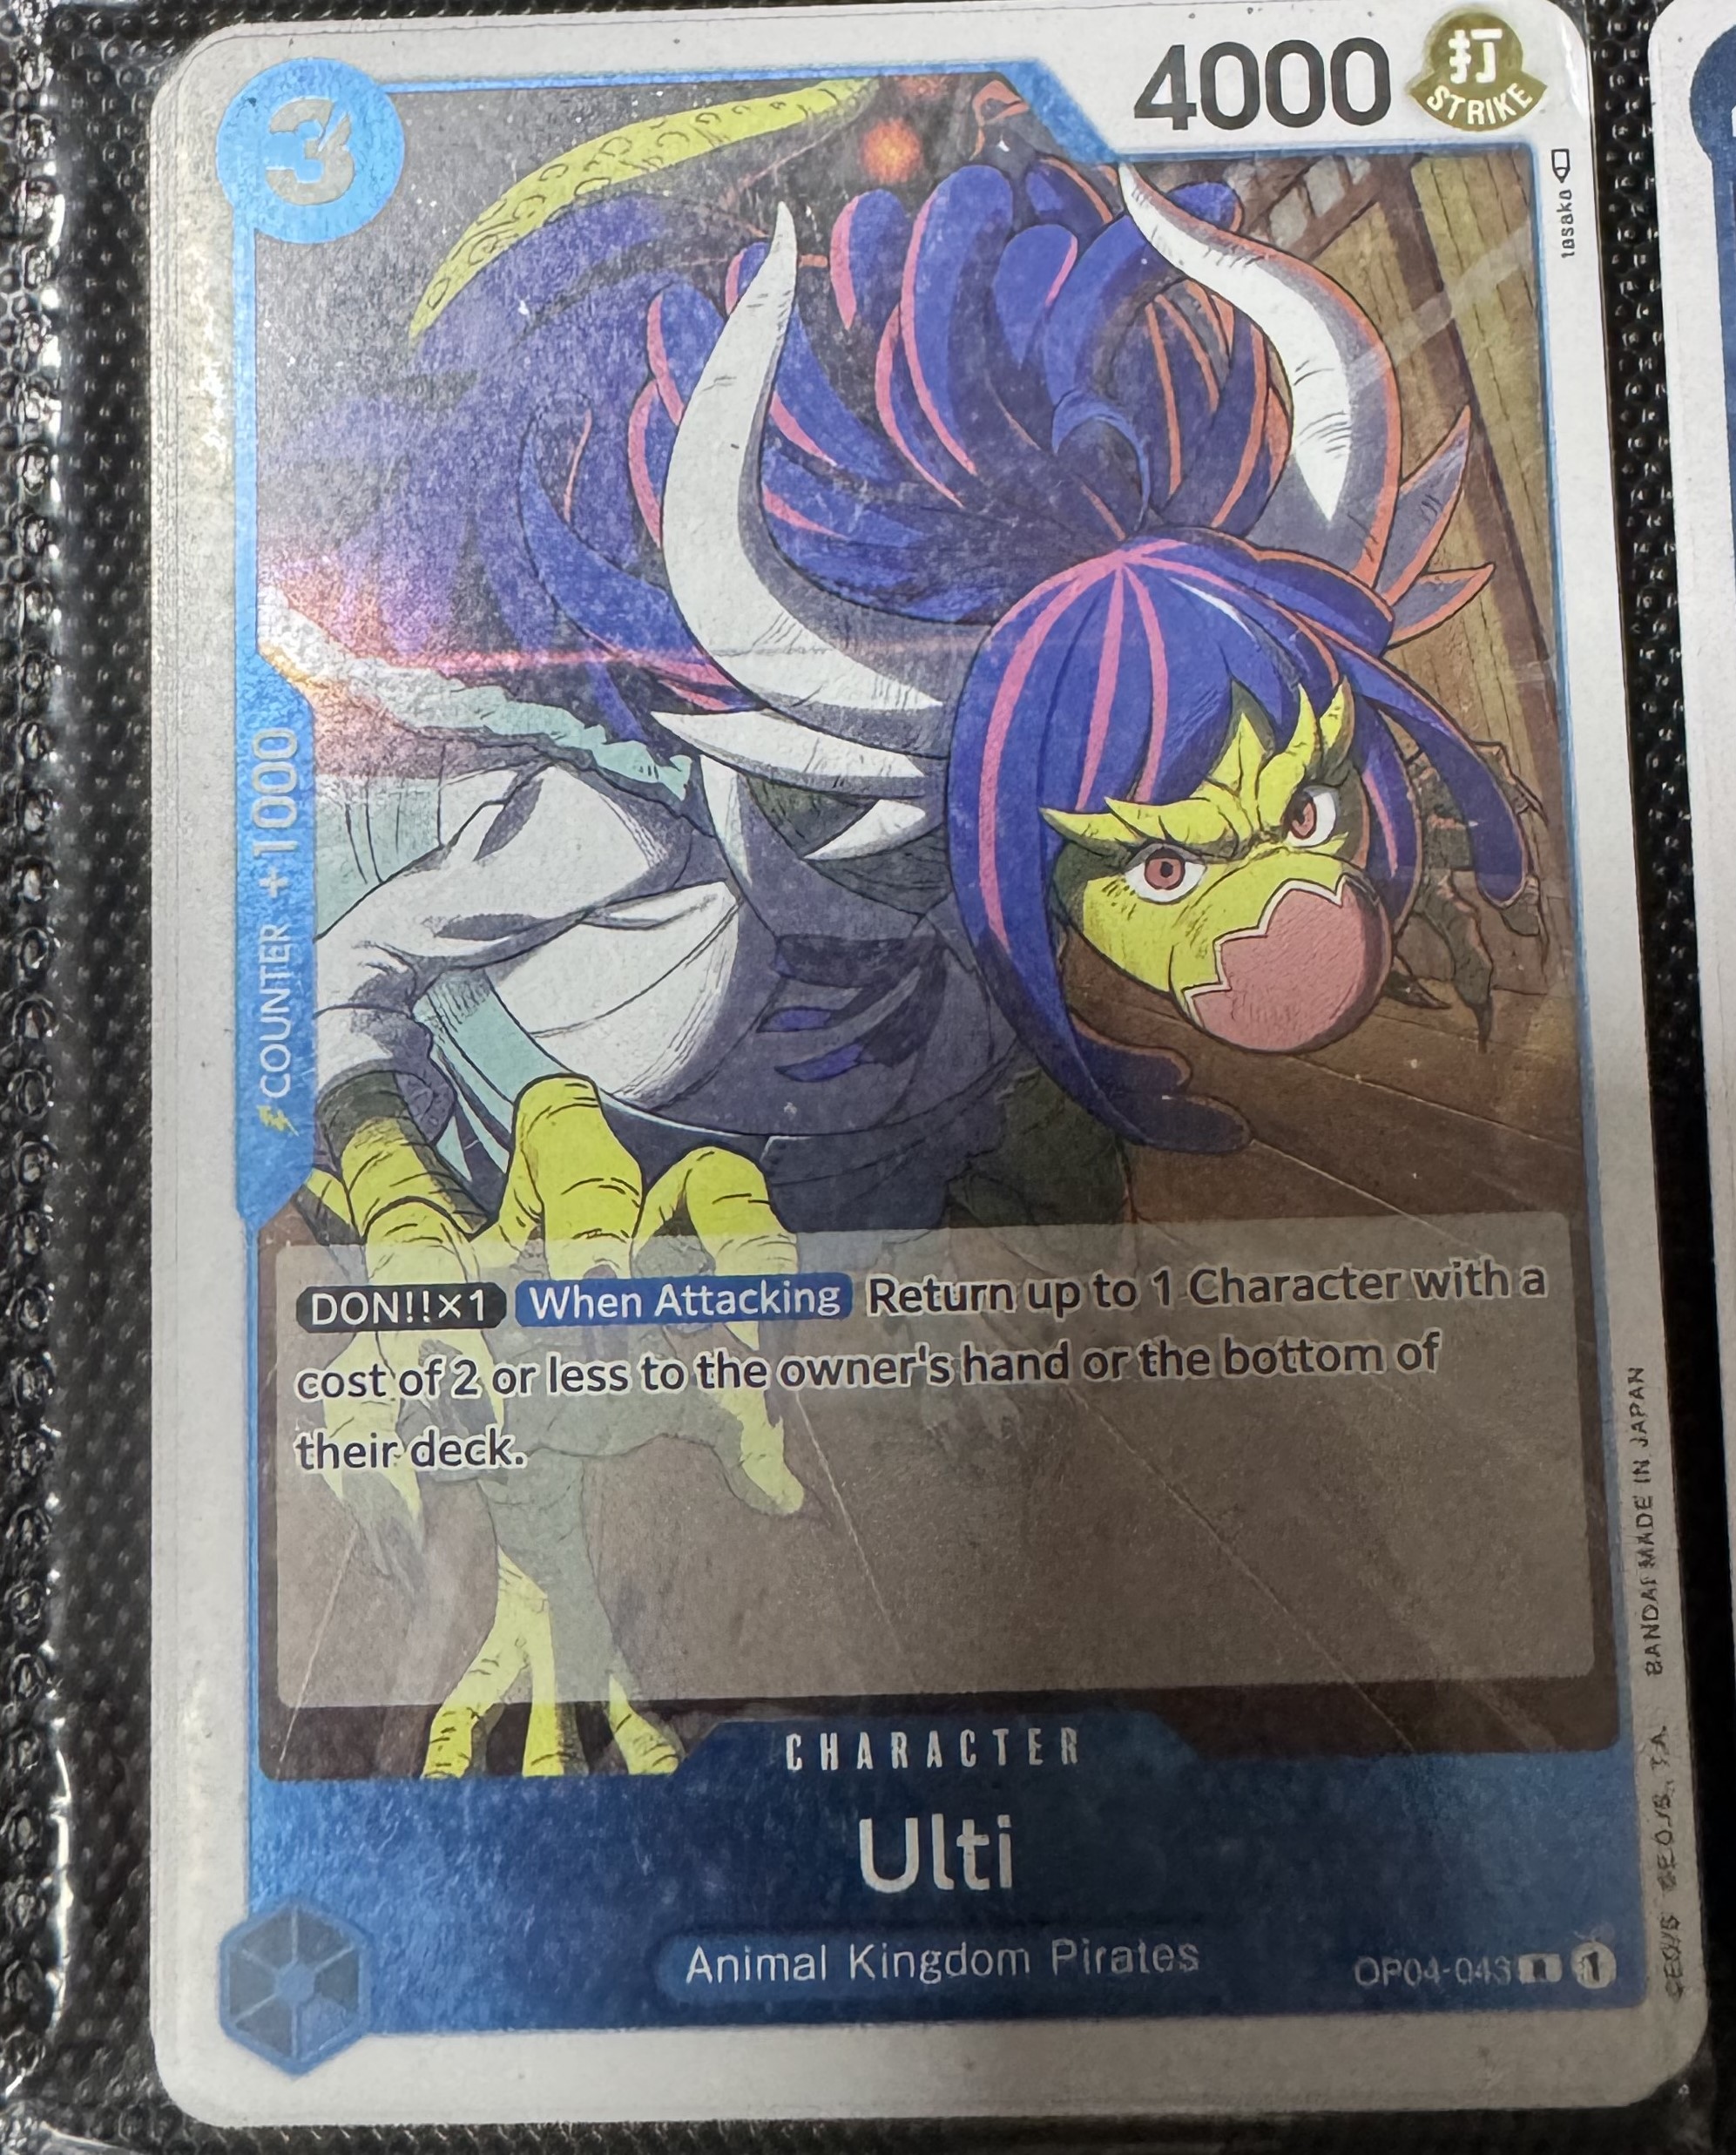 3
4000
打
STRIKE
tasaka
COUNTER +1000
DON!!×1 When Attacking Return up to 1 Character with a
cost of 2 or less to the owner's hand or the bottom of
their deck.
CHARACTER
Ulti
Animal Kingdom Pirates
OP04-043 R 1
BANDAI MADE IN JAPAN